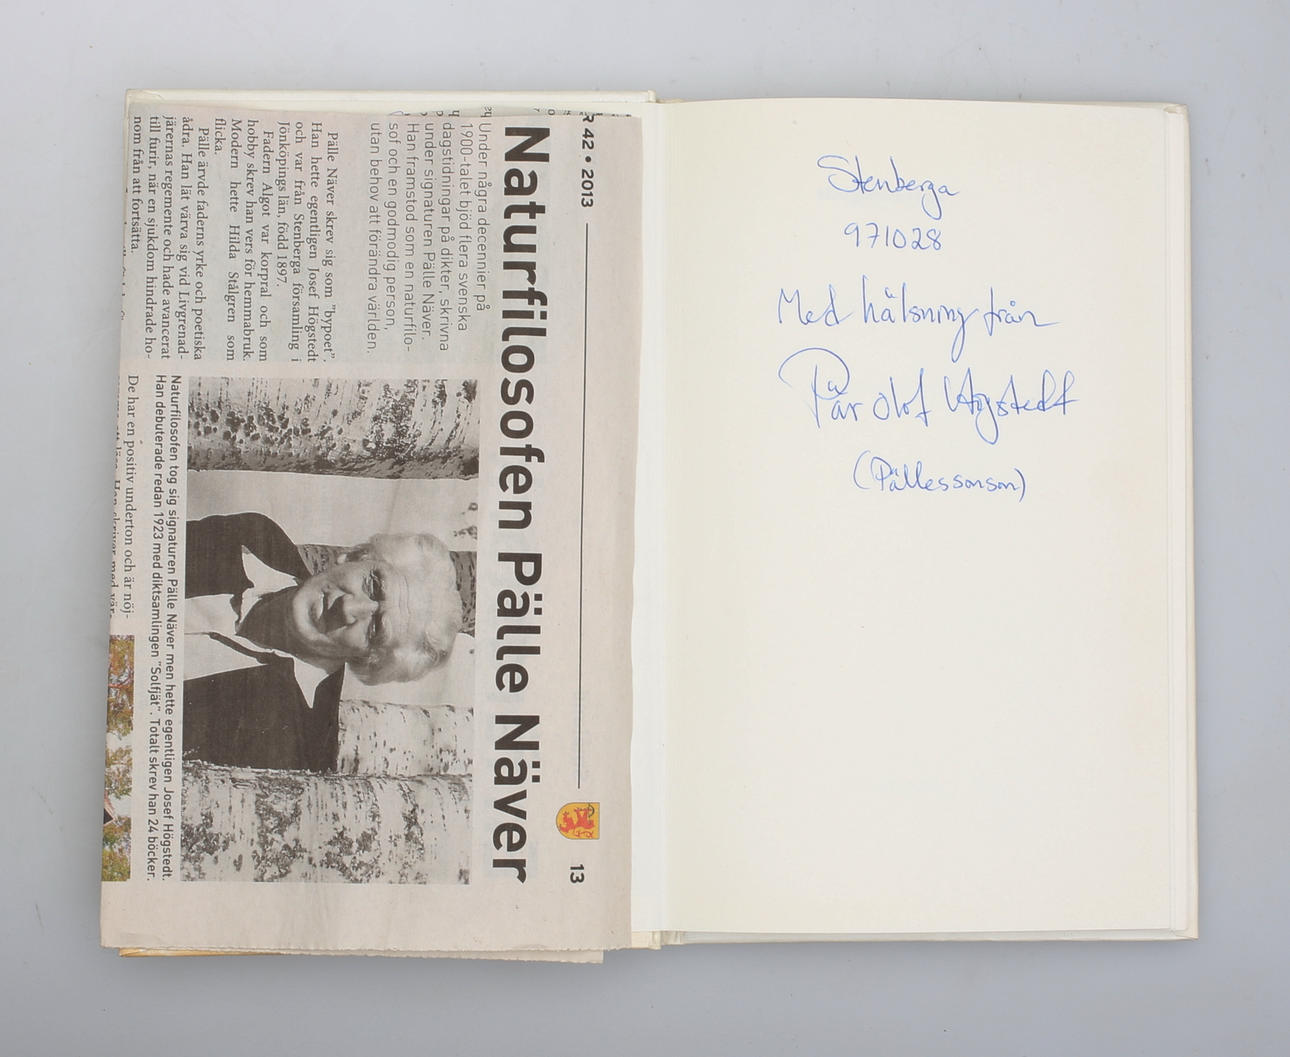 R 42 • 2013
13
Naturfilosofen Pälle Näver
Under några decennier på
1900-talet bjöd flera svenska
dagstidningar på dikter, skrivna
under signaturen Pälle Näver.
Han framstod som en naturfilo-
sof och en godmodig person,
utan behov att förändra världen.
Pälle Näver skrev sig som "bypoet".
Han hette egentligen Josef Högstedt
och var från Stenberga församling i
Jönköpings län, född 1897.
Fadern Algot var korpral och som
hobby skrev han vers för hemmabruk.
Modern hette Hilda Stålgren som
flicka.
Pälle ärvde faderns yrke och poetiska
ådra. Han lät värva sig vid Livgrenad-
järernas regemente och hade avancerat
till furir, när en sjukdom hindrade ho-
nom från att fortsätta.
Naturfilosofen tog sig signaturen Pälle Näver men hette egentligen Josef Högstedt.
Han debuterade redan 1923 med diktsamlingen "Solfjät". Totalt skrev han 24 böcker.
De har en positiv underton och är nöj-
Stenberga
971028
Med hälsning från
Pär Olof Högstedt
(Pälles sonson)